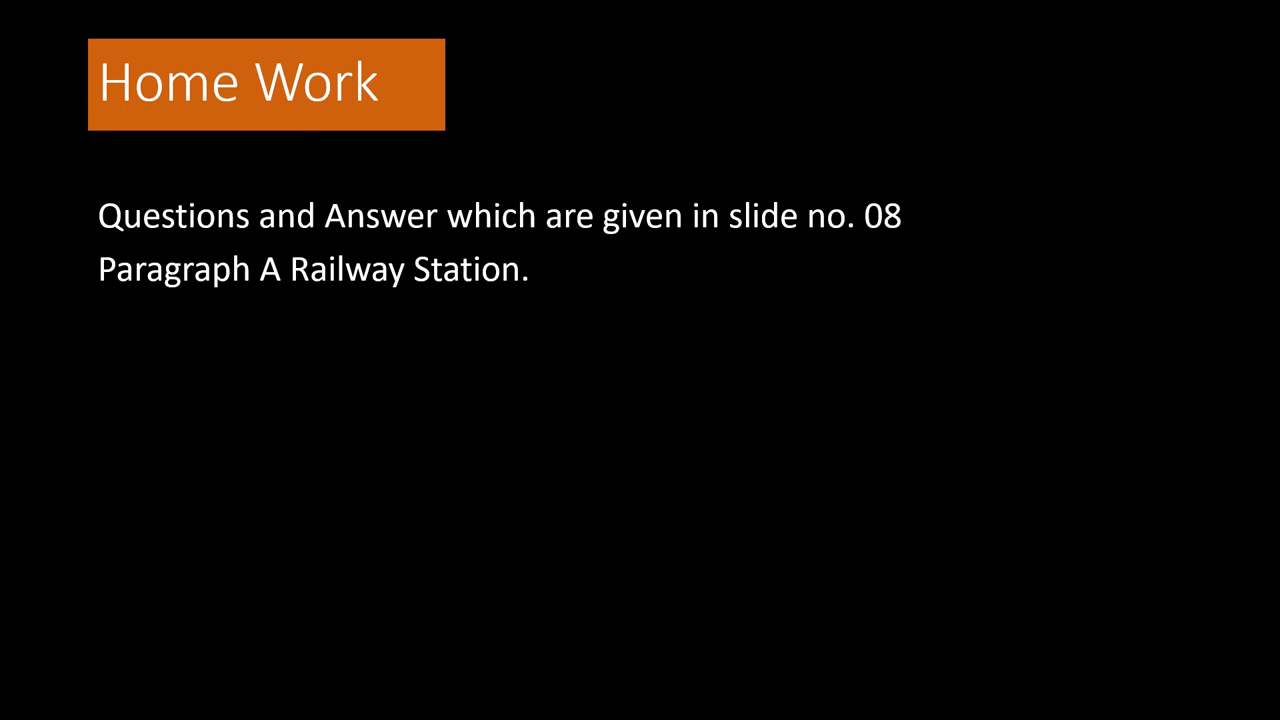 Home Work
Questions and Answer which are given in slide no. 08
Paragraph A Railway Station.